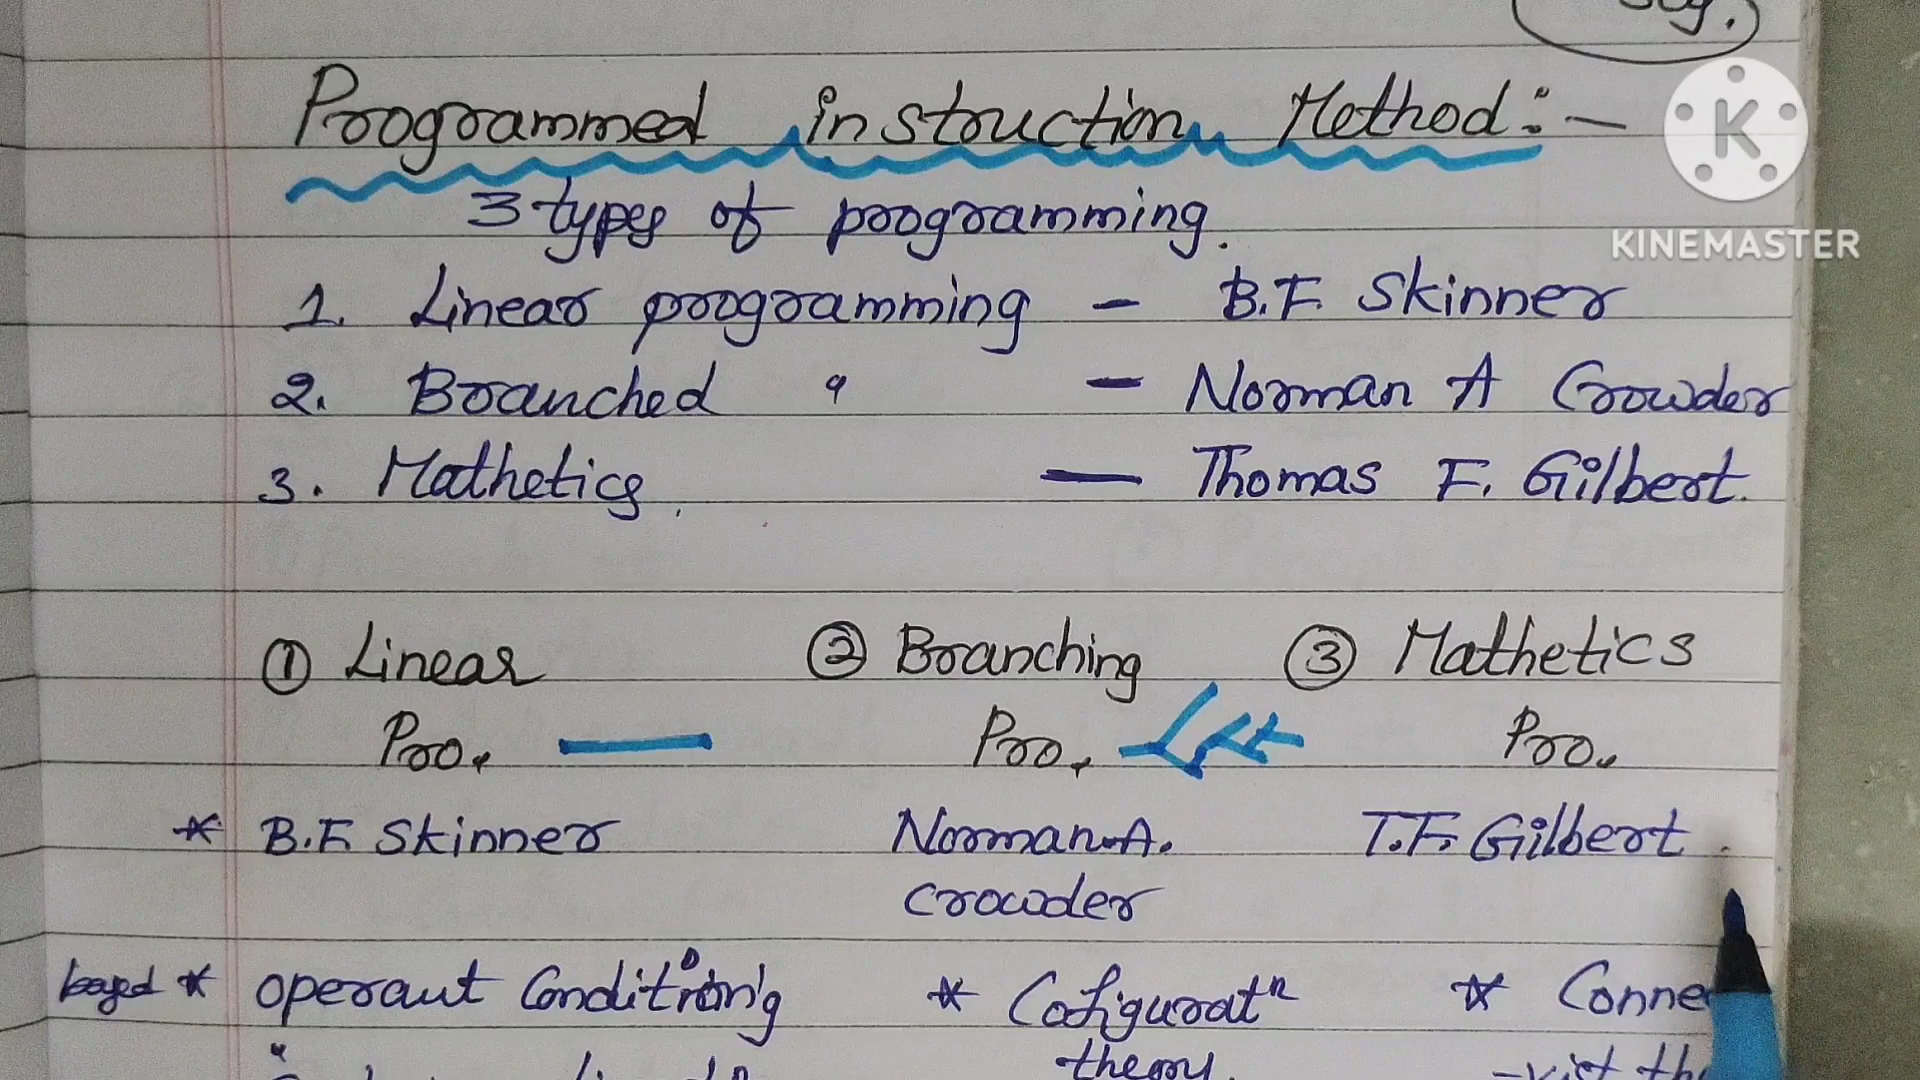 Programmed instruction Method :-
K
KINEMASTER
3 types of programming.
1. Linear programming - B.F. Skinner
2. Branched " - Norman A Crowder
3. Mathetics - Thomas F. Gilbert.
① Linear ② Branching ③ Mathetics
Pro. Pro. Pro.
* B.F. Skinner Norman.A. T.F. Gilbert
Crowder
based * Operant Conditioning * Cofiguratn * Conne
theory.